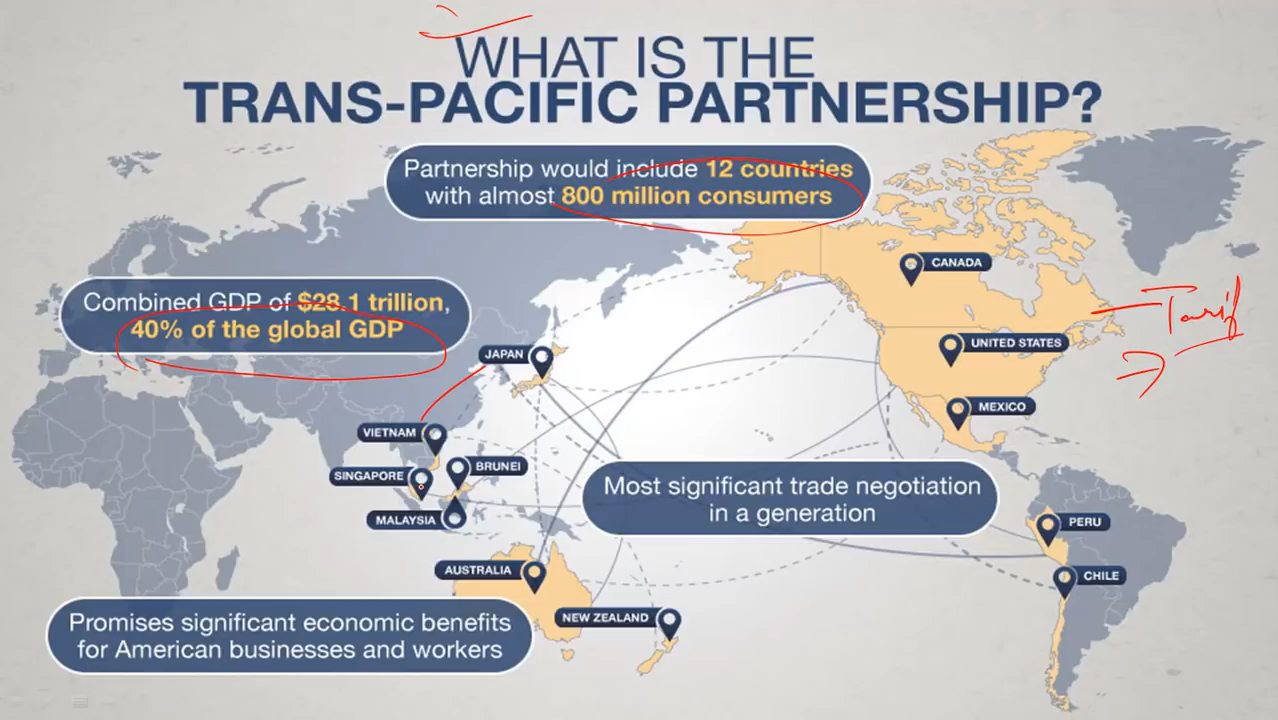 WHAT IS THE
TRANS-PACIFIC PARTNERSHIP?
Partnership would include 12 countries
with almost 800 million consumers
Combined GDP of $28.1 trillion,
40% of the global GDP
CANADA
Tarif
UNITED STATES
JAPAN
MEXICO
VIETNAM
BRUNEI
SINGAPORE
MALAYSIA
Most significant trade negotiation
in a generation
PERU
AUSTRALIA
CHILE
NEW ZEALAND
Promises significant economic benefits
for American businesses and workers